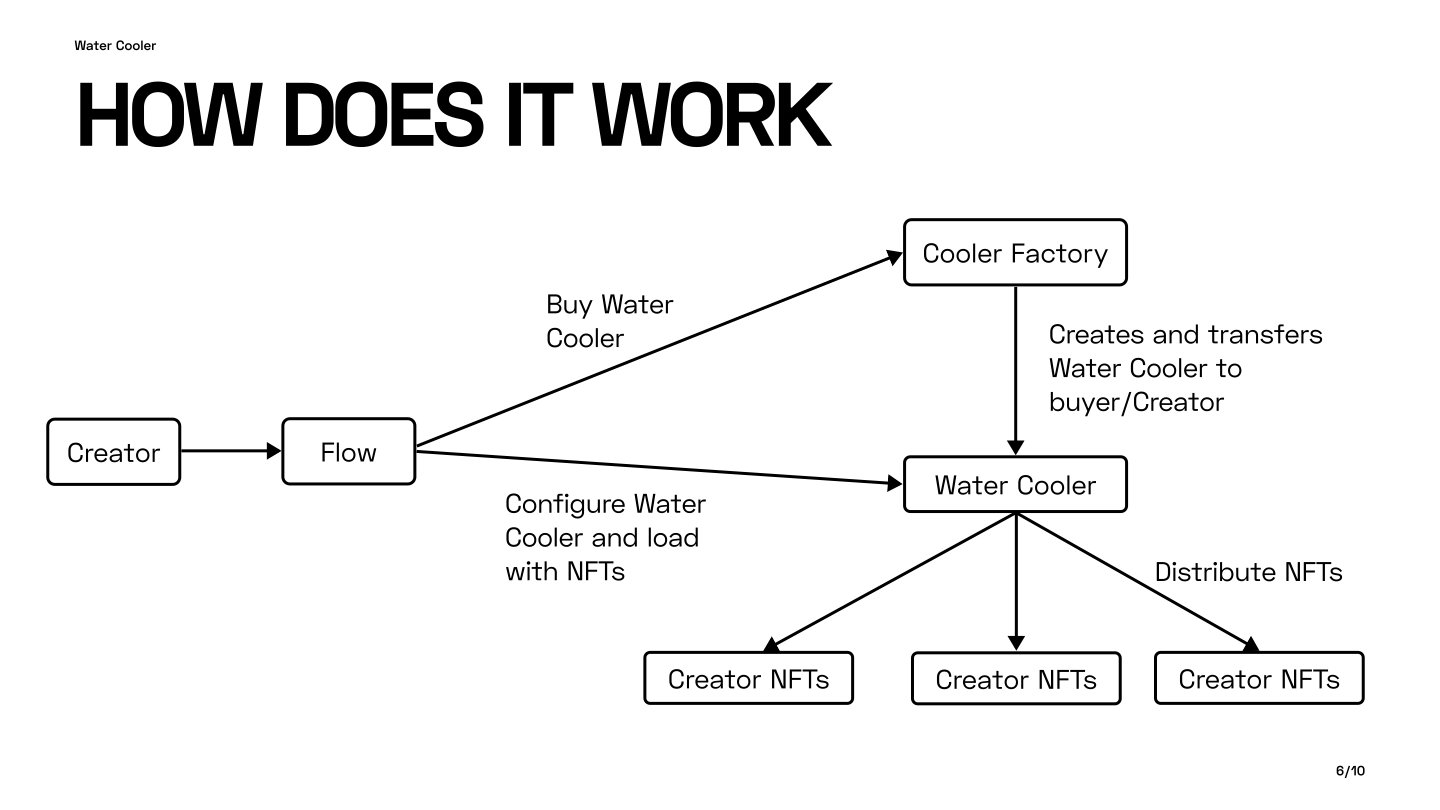 Water Cooler
HOW DOES IT WORK
Cooler Factory
Buy Water
Cooler
Creates and transfers
Water Cooler to
buyer/Creator
Creator
Flow
Water Cooler
Configure Water
Cooler and load
with NFTs
Distribute NFTs
Creator NFTs
Creator NFTs
Creator NFTs
6/10